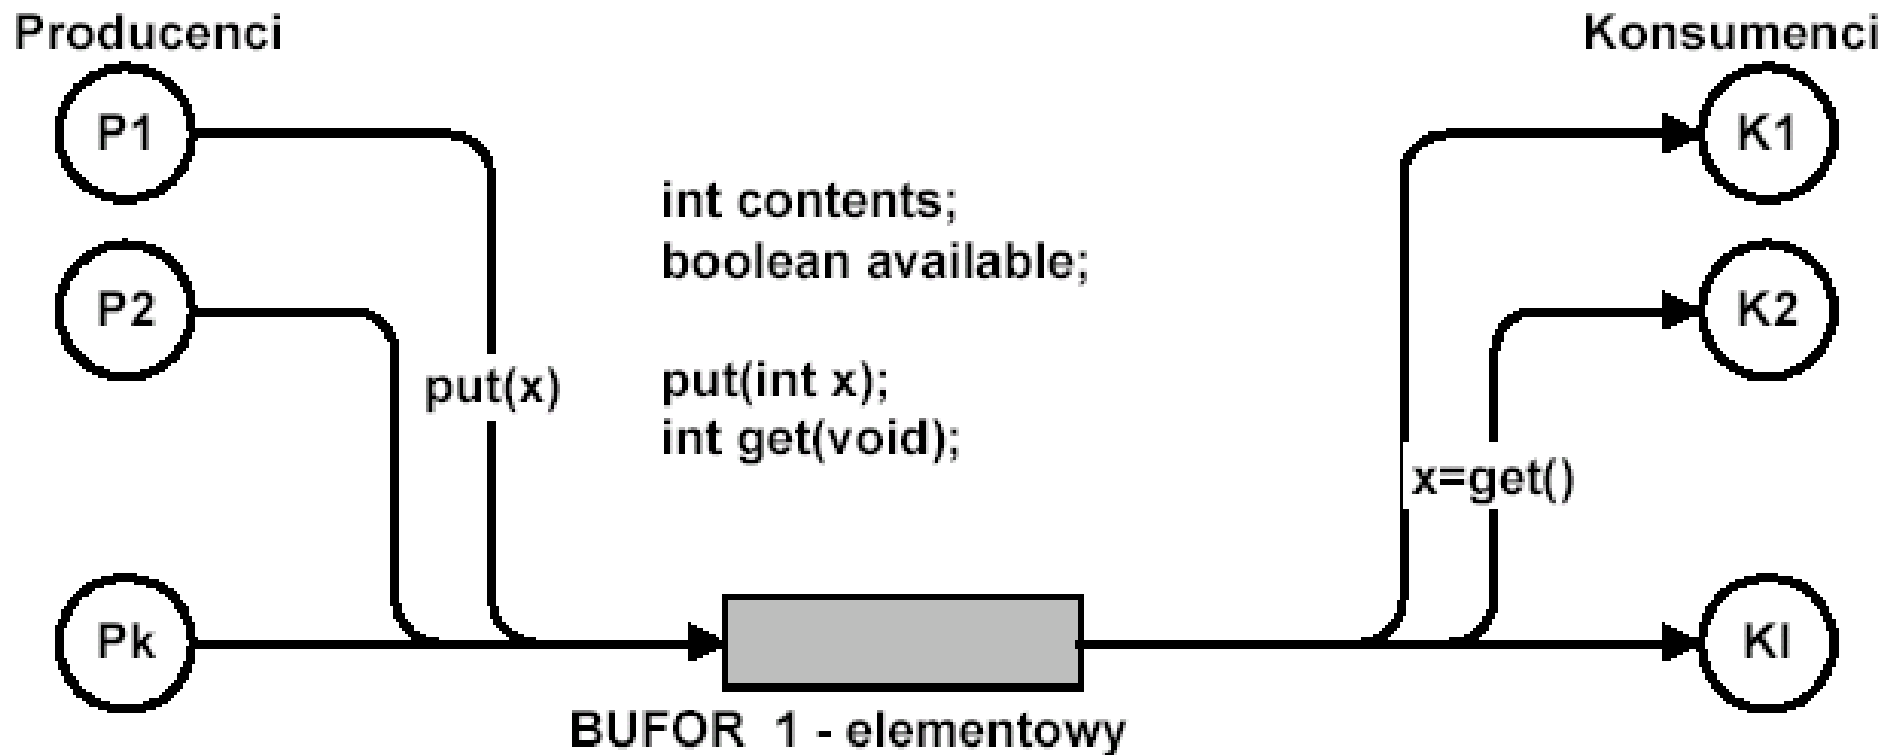 Producenci
Konsumenci
P1
K1
int contents;
boolean available;
P2
K2
put(x)
put(int x);
int get(void);
x=get()
Pk
Kl
BUFOR 1 - elementowy